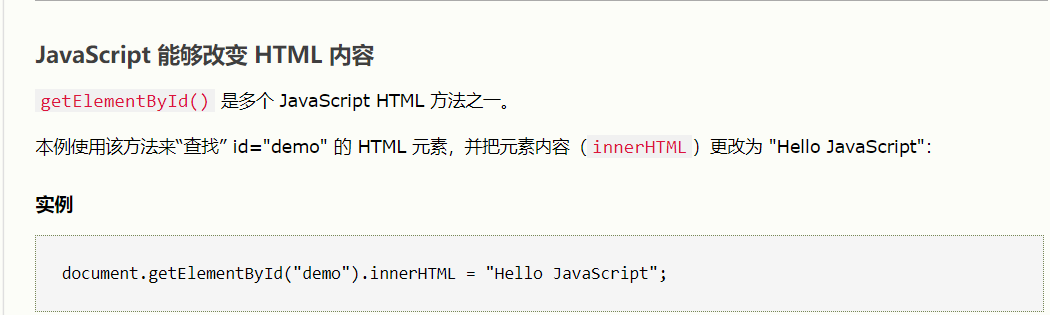 JavaScript 能够改变 HTML 内容
getElementById() 是多个 JavaScript HTML 方法之一。
本例使用该方法来“查找” id="demo" 的 HTML 元素，并把元素内容（innerHTML）更改为 "Hello JavaScript"：
实例
document.getElementById("demo").innerHTML = "Hello JavaScript";